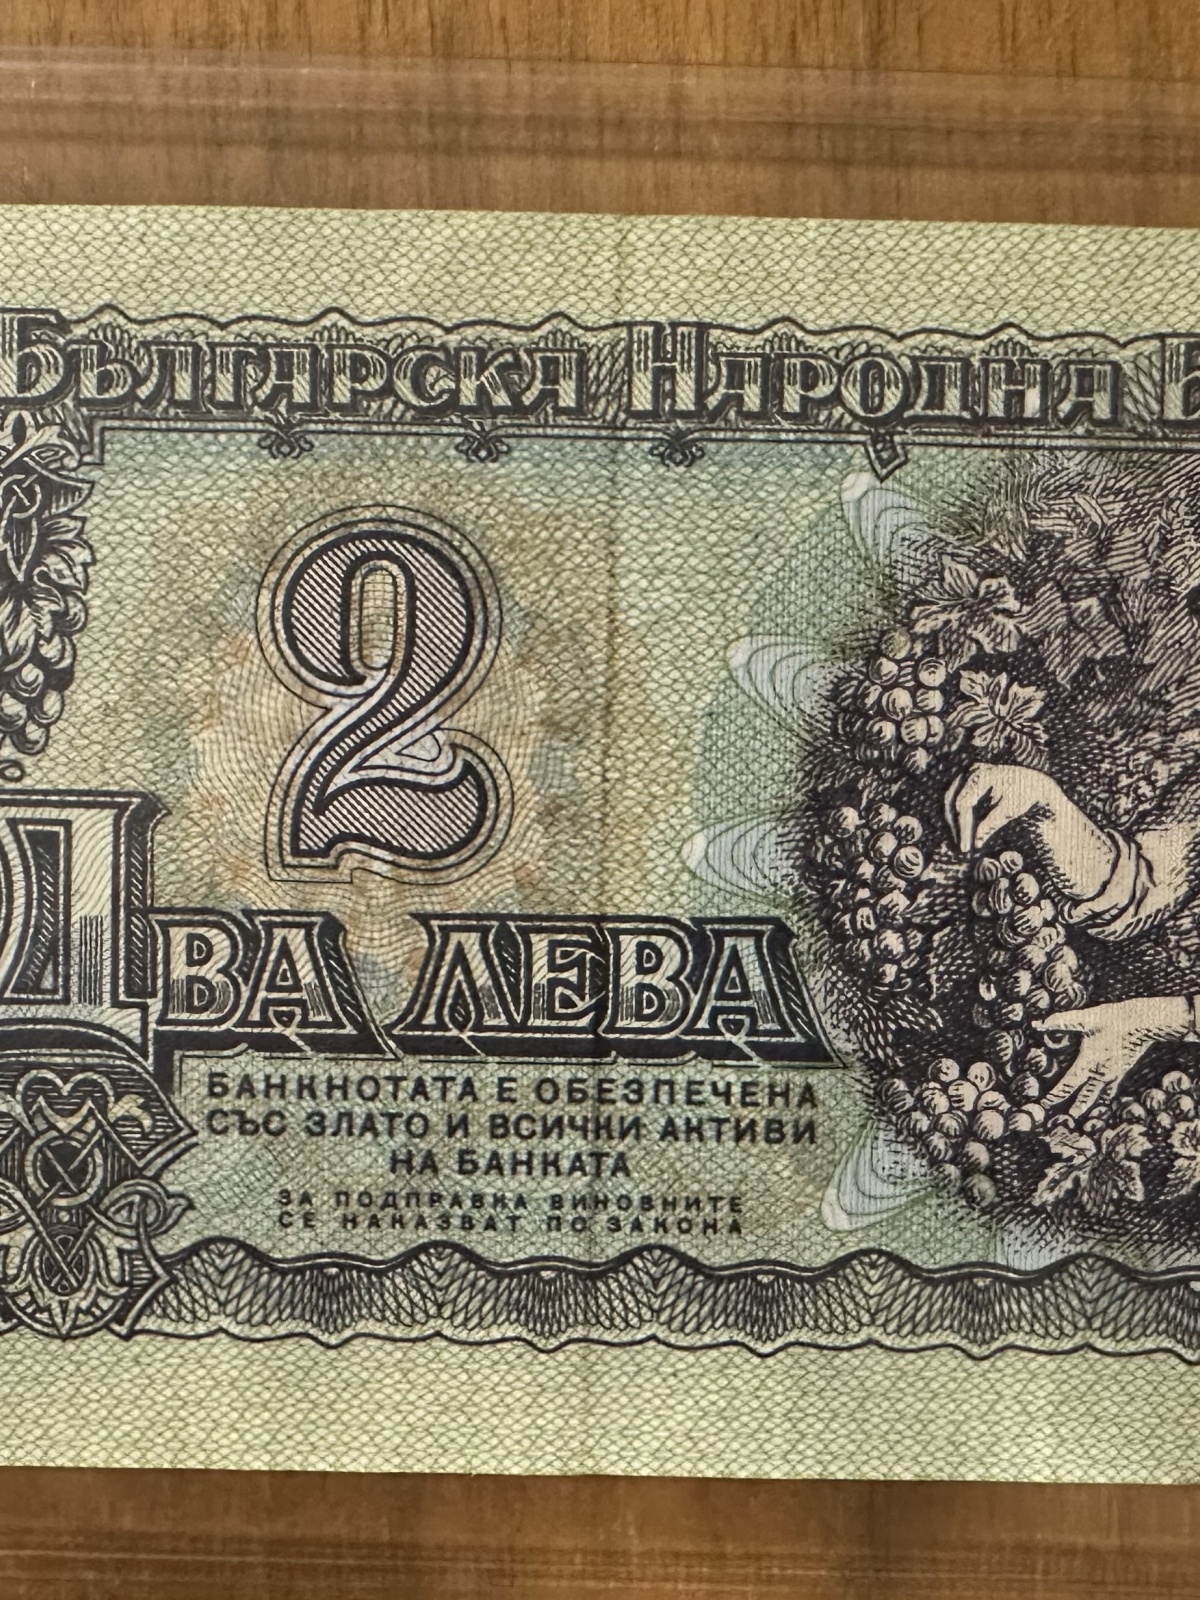 Българска Народна Б
2
Два лева
БАНКНОТАТА Е ОБЕЗПЕЧЕНА
СЪС ЗЛАТО И ВСИЧКИ АКТИВИ
НА БАНКАТА
ЗА ПОДПРАВКА ВИНОВНИТЕ
СЕ НАКАЗВАТ ПО ЗАКОНА